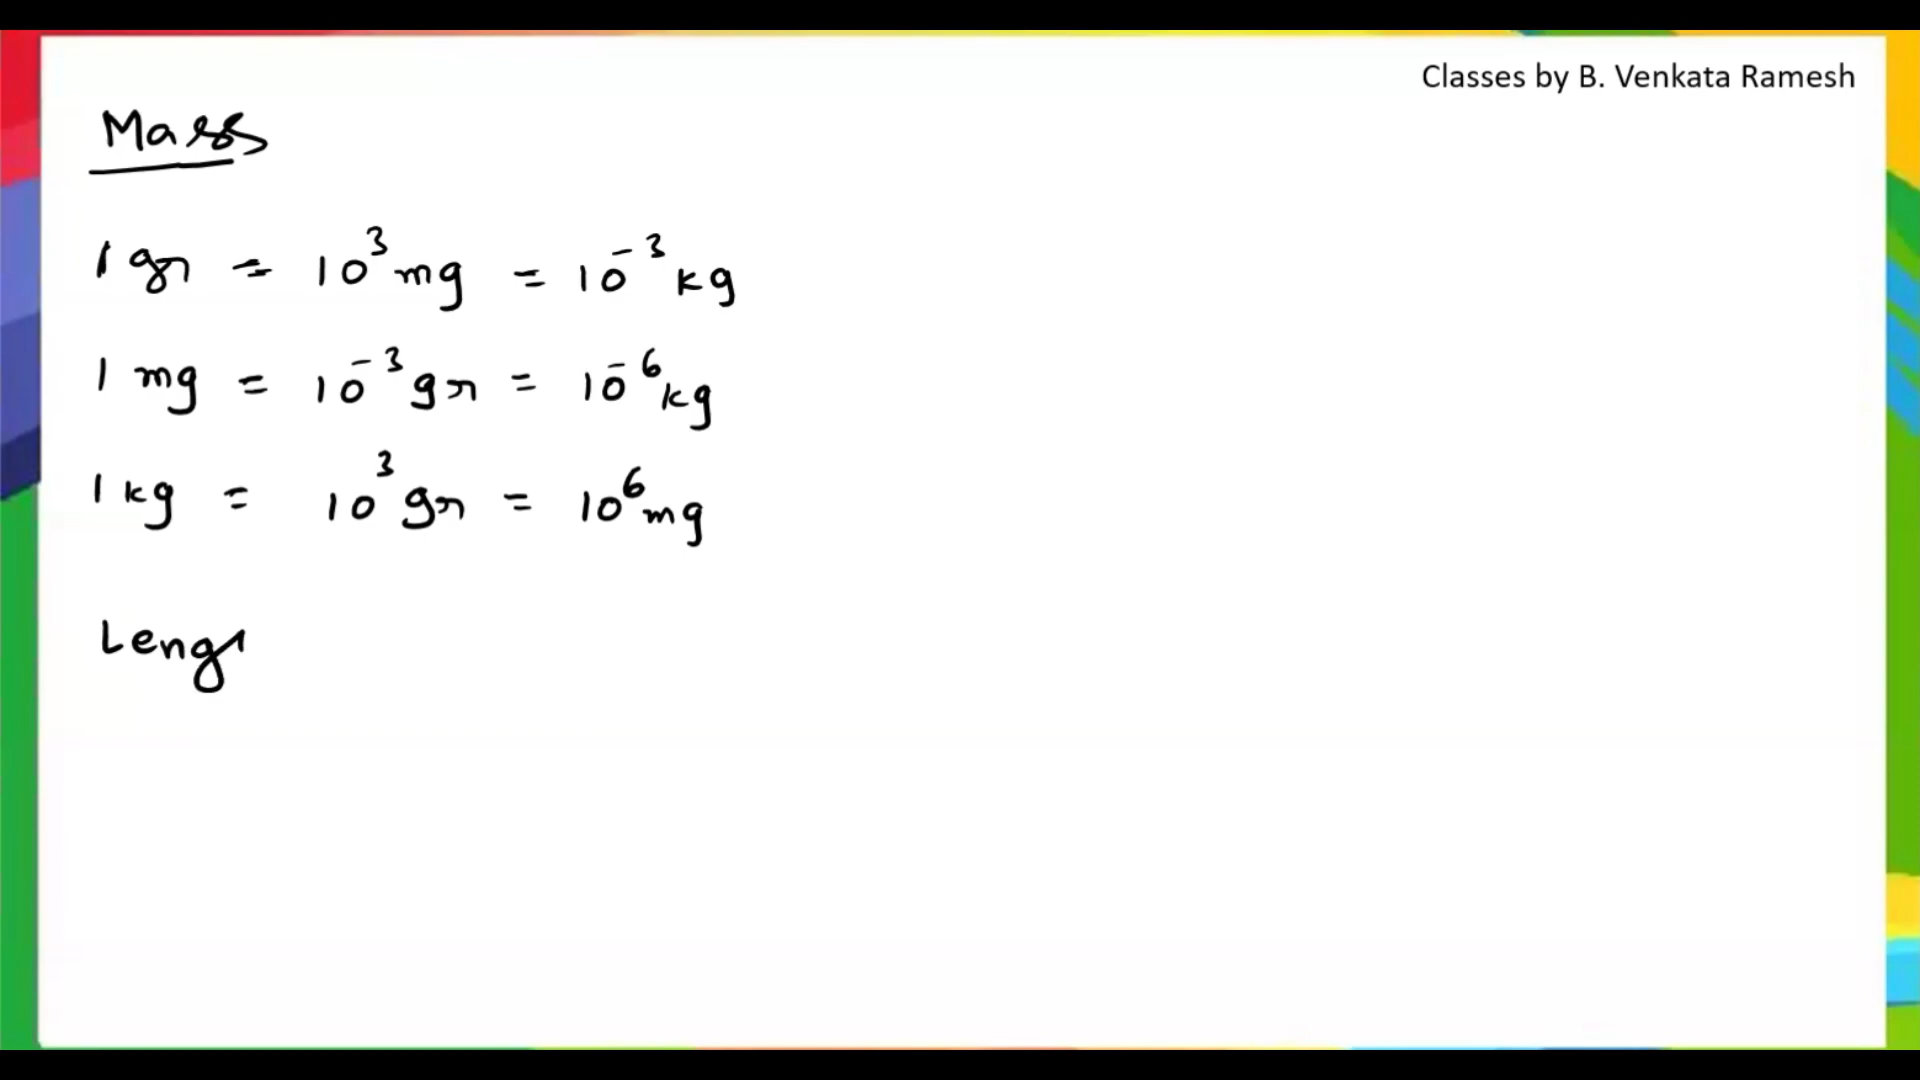 Classes by B. Venkata Ramesh
Mass
1 gr = 10³ mg = 10⁻³ kg
1 mg = 10⁻³ gr = 10⁻⁶ kg
1 kg = 10³ gr = 10⁶ mg
Leng